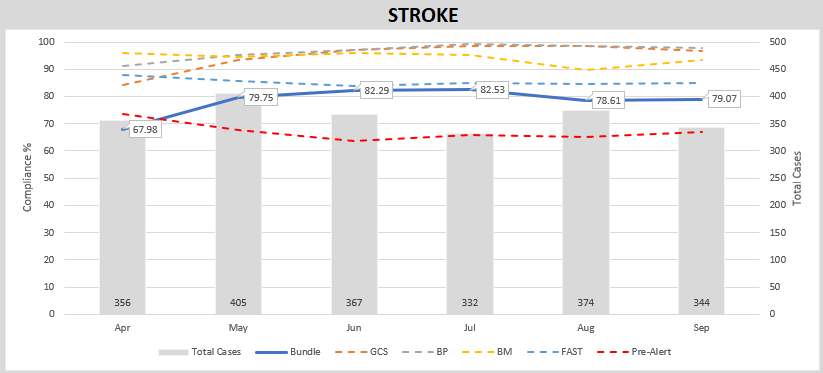 STROKE
100
90
80
70
60
50
40
30
20
10
0
Compliance %
500
450
400
350
300
250
200
150
100
50
0
Total Cases
67.98
79.75
82.29
82.53
78.61
79.07
356
405
367
332
374
344
Apr
May
Jun
Jul
Aug
Sep
Total Cases
Bundle
GCS
BP
BM
FAST
Pre-Alert